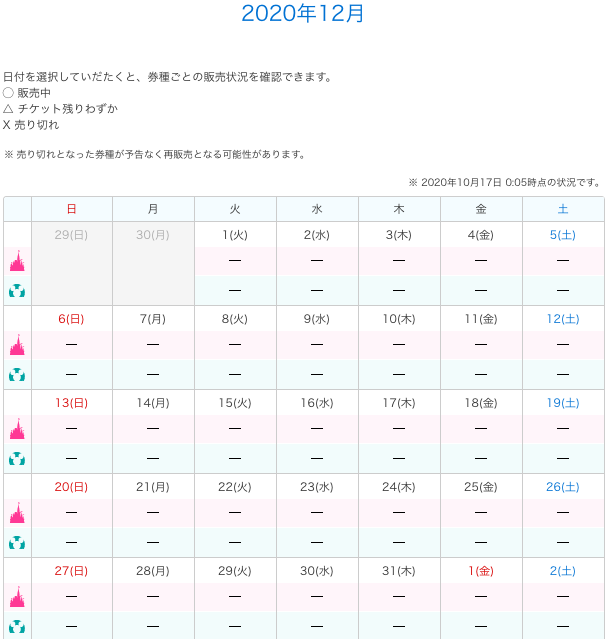 2020年12月
日付を選択していだたくと、券種ごとの販売状況を確認できます。
○ 販売中
△ チケット残りわずか
X 売り切れ
※ 売り切れとなった券種が予告なく再販売となる可能性があります。
※ 2020年10月17日 0:05時点の状況です。
日 月 火 水 木 金 土
29(日) 30(月) 1(火) 2(水) 3(木) 4(金) 5(土)
— — — — —
— — — — —
6(日) 7(月) 8(火) 9(水) 10(木) 11(金) 12(土)
— — — — — — —
— — — — — — —
13(日) 14(月) 15(火) 16(水) 17(木) 18(金) 19(土)
— — — — — — —
— — — — — — —
20(日) 21(月) 22(火) 23(水) 24(木) 25(金) 26(土)
— — — — — — —
— — — — — — —
27(日) 28(月) 29(火) 30(水) 31(木) 1(金) 2(土)
— — — — — — —
— — — — — — —